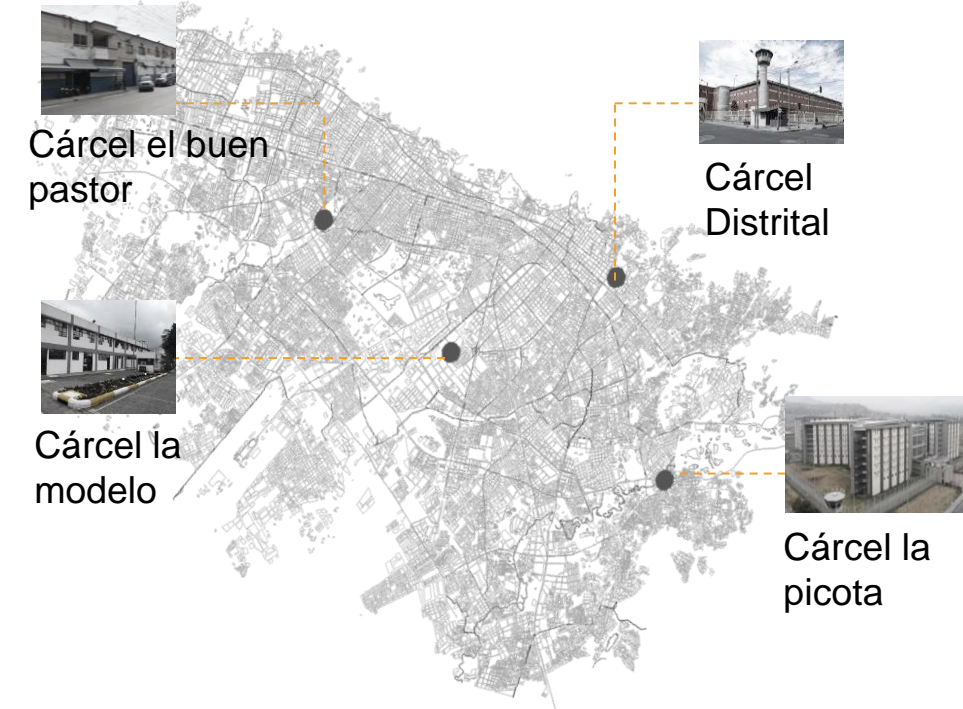 Cárcel el buen
pastor
Cárcel
Distrital
Cárcel la
modelo
Cárcel la
picota